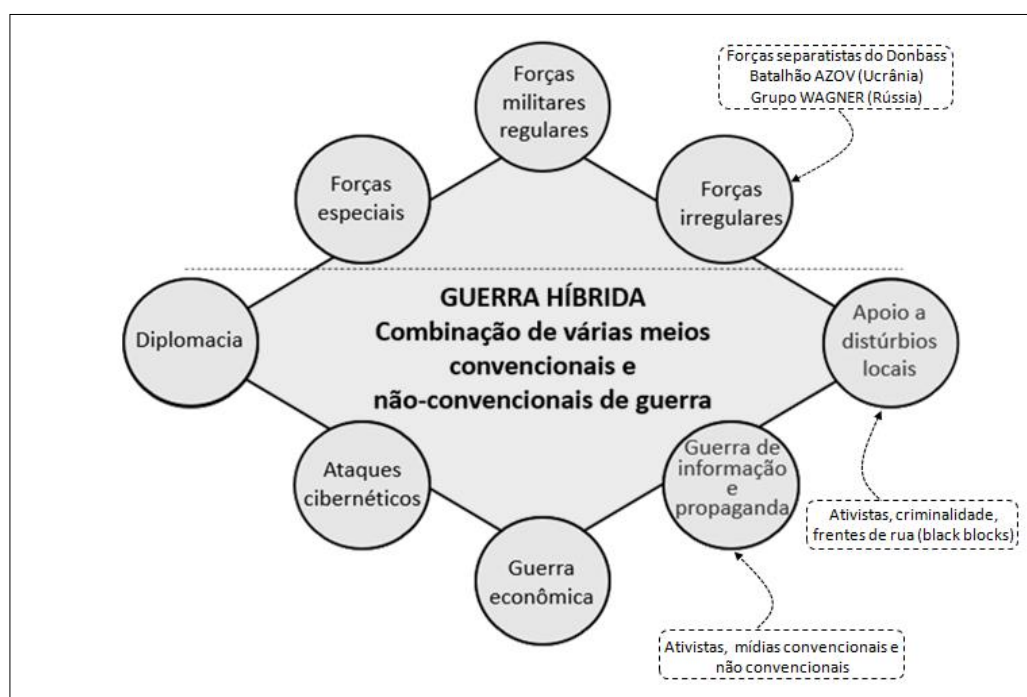 Forças separatistas do Donbass
Batalhão AZOV (Ucrânia)
Grupo WAGNER (Rússia)
Forças
militares
regulares
Forças
especiais
Forças
irregulares
Diplomacia
GUERRA HÍBRIDA
Combinação de várias meios
convencionais e
não-convencionais de guerra
Apoio a
distúrbios
locais
Ataques
cibernéticos
Guerra de
informação
e
propaganda
Guerra
econômica
Ativistas, criminalidade,
frentes de rua (black blocks)
Ativistas, mídias convencionais e
não convencionais